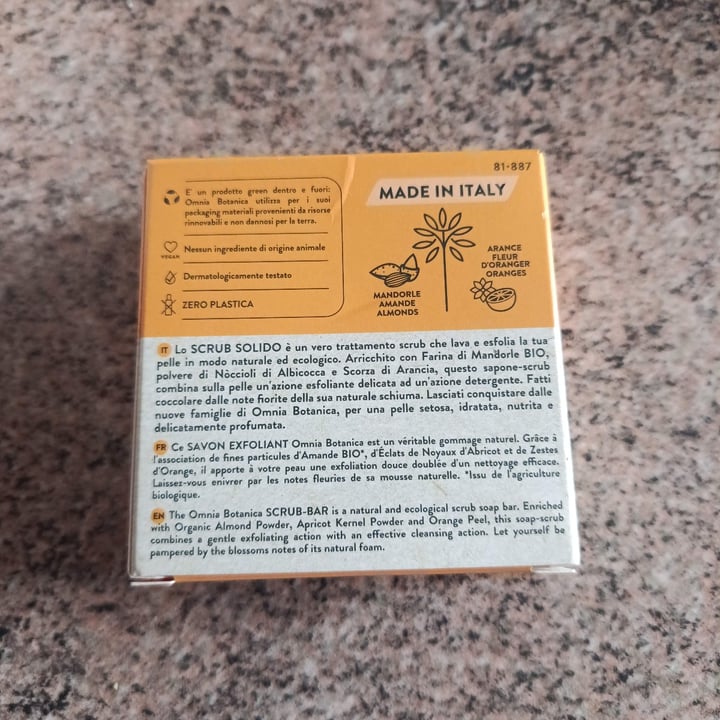 81-887
MADE IN ITALY
E' un prodotto green dentro e fuori:
Omnia Botanica utilizza per i suoi
packaging materiali provenienti da risorse
rinnovabili e non dannosi per la terra.
VEGAN
Nessun ingrediente di origine animale
Dermatologicamente testato
ZERO PLASTICA
MANDORLE
AMANDE
ALMONDS
ARANCE
FLEUR
D'ORANGER
ORANGES
IT Lo SCRUB SOLIDO è un vero trattamento scrub che lava e esfolia la tua
pelle in modo naturale ed ecologico. Arricchito con Farina di Mandorle BIO,
polvere di Nòccioli di Albicocca e Scorza di Arancia, questo sapone-scrub
combina sulla pelle un'azione esfoliante delicata ad un'azione detergente. Fatti
coccolare dalle note fiorite della sua naturale schiuma. Lasciati conquistare dalle
nuove famiglie di Omnia Botanica, per una pelle setosa, idratata, nutrita e
delicatamente profumata.
FR Ce SAVON EXFOLIANT Omnia Botanica est un véritable gommage naturel. Grâce à
l'association de fines particules d'Amande BIO*, d'Éclats de Noyaux d'Abricot et de Zestes
d'Orange, il apporte à votre peau une exfoliation douce doublée d'un nettoyage efficace.
Laissez-vous enivrer par les notes fleuries de sa mousse naturelle. *Issu de l'agriculture
biologique.
EN The Omnia Botanica SCRUB-BAR is a natural and ecological scrub soap bar. Enriched
with Organic Almond Powder, Apricot Kernel Powder and Orange Peel, this soap-scrub
combines a gentle exfoliating action with an effective cleansing action. Let yourself be
pampered by the blossoms notes of its natural foam.